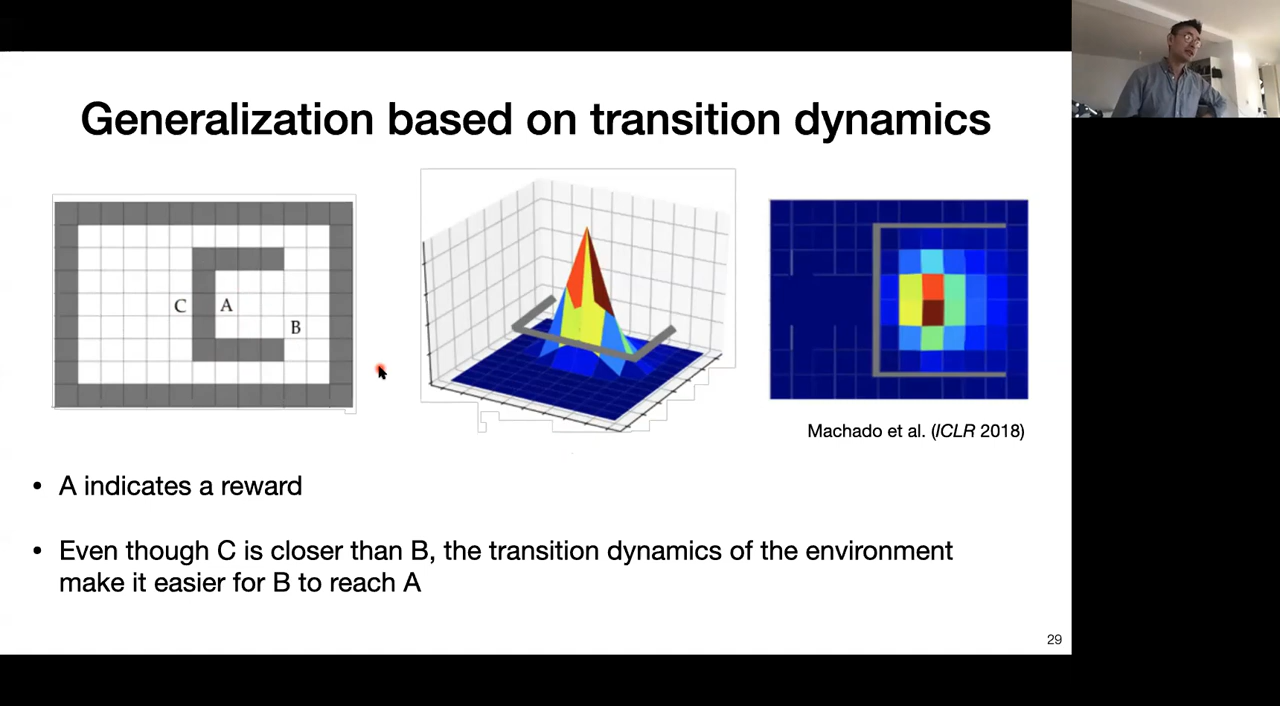 Generalization based on transition dynamics
C
A
B
Machado et al. (ICLR 2018)
• A indicates a reward
• Even though C is closer than B, the transition dynamics of the environment
make it easier for B to reach A
29